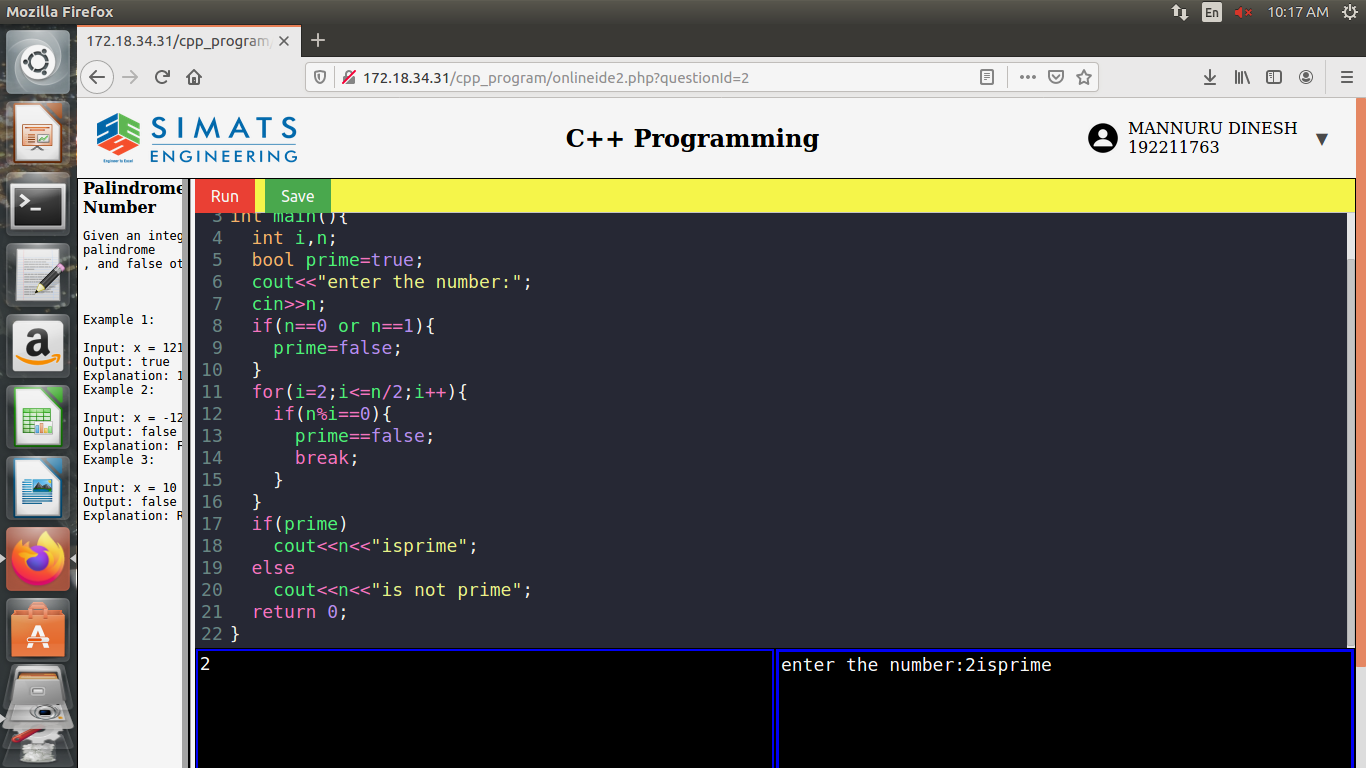 Mozilla Firefox
En
10:17 AM
172.18.34.31/cpp_program
172.18.34.31/cpp_program/onlineide2.php?questionId=2
SIMATS
ENGINEERING
Engineer to Excel
C++ Programming
MANNURU DINESH
192211763
Palindrome
Number
Given an integ
palindrome
, and false ot
Example 1:
Input: x = 121
Output: true
Explanation: 1
Example 2:
Input: x = -12
Output: false
Explanation: F
Example 3:
Input: x = 10
Output: false
Explanation: R
Run
Save
3 int main(){
4 int i,n;
5 bool prime=true;
6 cout<<"enter the number:";
7 cin>>n;
8 if(n==0 or n==1){
9 prime=false;
10 }
11 for(i=2;i<=n/2;i++){
12 if(n%i==0){
13 prime==false;
14 break;
15 }
16 }
17 if(prime)
18 cout<<n<<"isprime";
19 else
20 cout<<n<<"is not prime";
21 return 0;
22 }
2
enter the number:2isprime